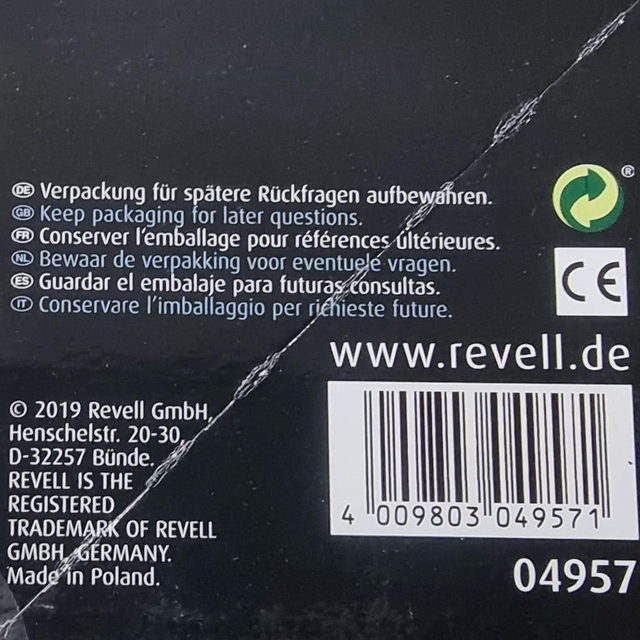 DE Verpackung für spätere Rückfragen aufbewahren.
GB Keep packaging for later questions.
FR Conserver l'emballage pour références ultérieures.
NL Bewaar de verpakking voor eventuele vragen.
ES Guardar el embalaje para futuras consultas.
IT Conservare l'imballaggio per richieste future.
®
CE
www.revell.de
© 2019 Revell GmbH,
Henschelstr. 20-30,
D-32257 Bünde.
REVELL IS THE
REGISTERED
TRADEMARK OF REVELL
GMBH, GERMANY.
Made in Poland.
4 009803 049571
04957